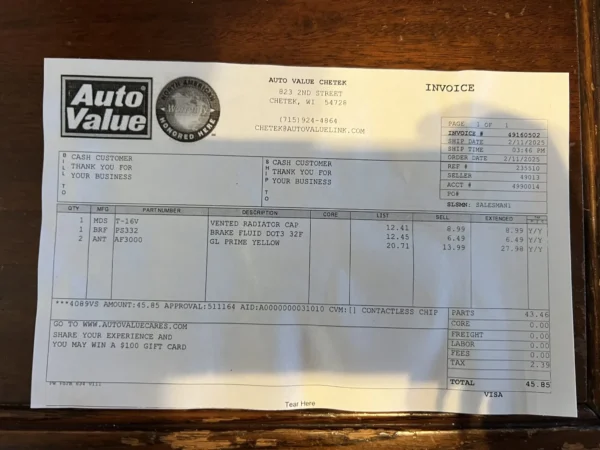 Auto Value
NORTH AMERICAN
Warranty
HONORED HERE
AUTO VALUE CHETEK
823 2ND STREET
CHETEK, WI 54728
(715)924-4864
CHETEK@AUTOVALUELINK.COM
INVOICE
PAGE 1 OF 1
INVOICE # 49140502
SHIP DATE 2/11/2025
SHIP TIME 03:46 PM
ORDER DATE 2/11/2025
REF # 235510
SELLER 49013
ACCT # 4990014
PO#
SLSMN: SALESMAN1
BILL TO
CASH CUSTOMER
THANK YOU FOR
YOUR BUSINESS
SHIP TO
CASH CUSTOMER
THANK YOU FOR
YOUR BUSINESS
QTY MFG PART NUMBER DESCRIPTION CORE LIST SELL EXTENDED
1 MDS T-16V VENTED RADIATOR CAP 12.41 8.99 8.99 Y/Y
1 BRF PS332 BRAKE FLUID DOT3 32F 12.45 6.49 6.49 Y/Y
2 ANT AF3000 GL PRIME YELLOW 20.71 13.99 27.98 Y/Y
***4089VS AMOUNT:45.85 APPROVAL:511164 AID:A0000000031010 CVM:[] CONTACTLESS CHIP
GO TO WWW.AUTOVALUECARES.COM
SHARE YOUR EXPERIENCE AND
YOU MAY WIN A $100 GIFT CARD
PARTS 43.46
CORE 0.00
FREIGHT 0.00
LABOR 0.00
FEES 0.00
TAX 2.39
TOTAL 45.85
VISA
Tear Here